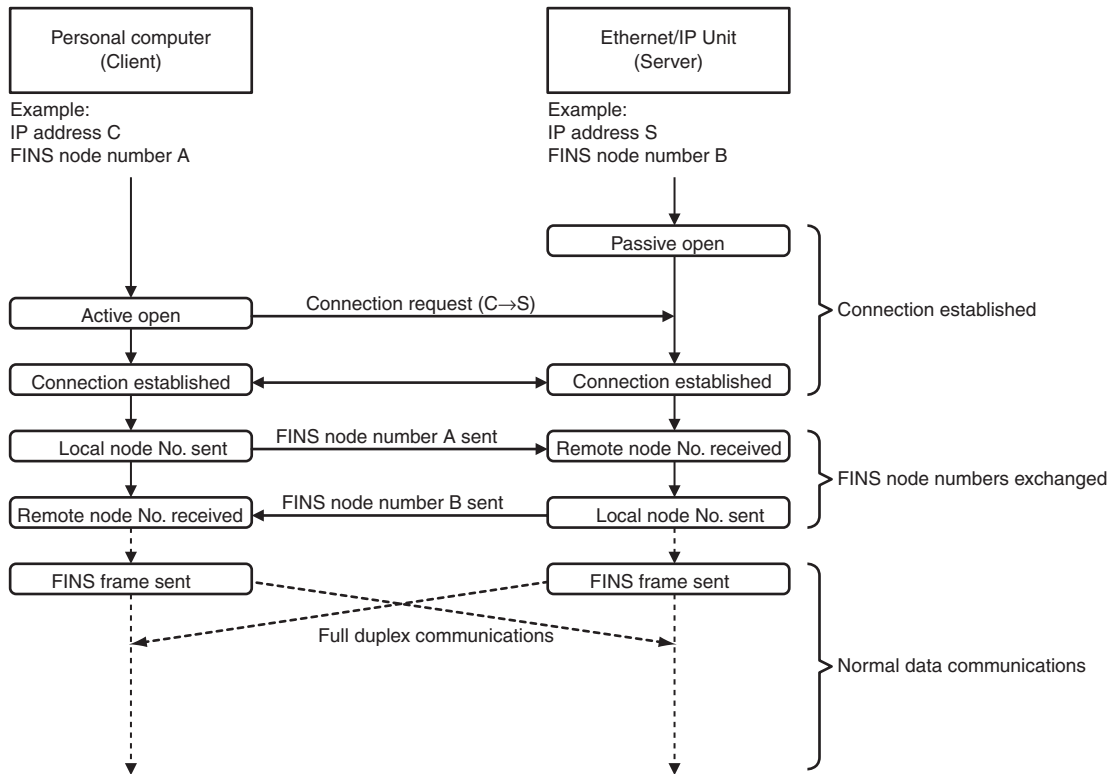 Personal computer
(Client)
Ethernet/IP Unit
(Server)
Example:
IP address C
FINS node number A
Example:
IP address S
FINS node number B
Passive open
Active open
Connection request (C→S)
Connection established
Connection established
Connection established
Local node No. sent
FINS node number A sent
Remote node No. received
FINS node numbers exchanged
Remote node No. received
FINS node number B sent
Local node No. sent
FINS frame sent
FINS frame sent
Full duplex communications
Normal data communications